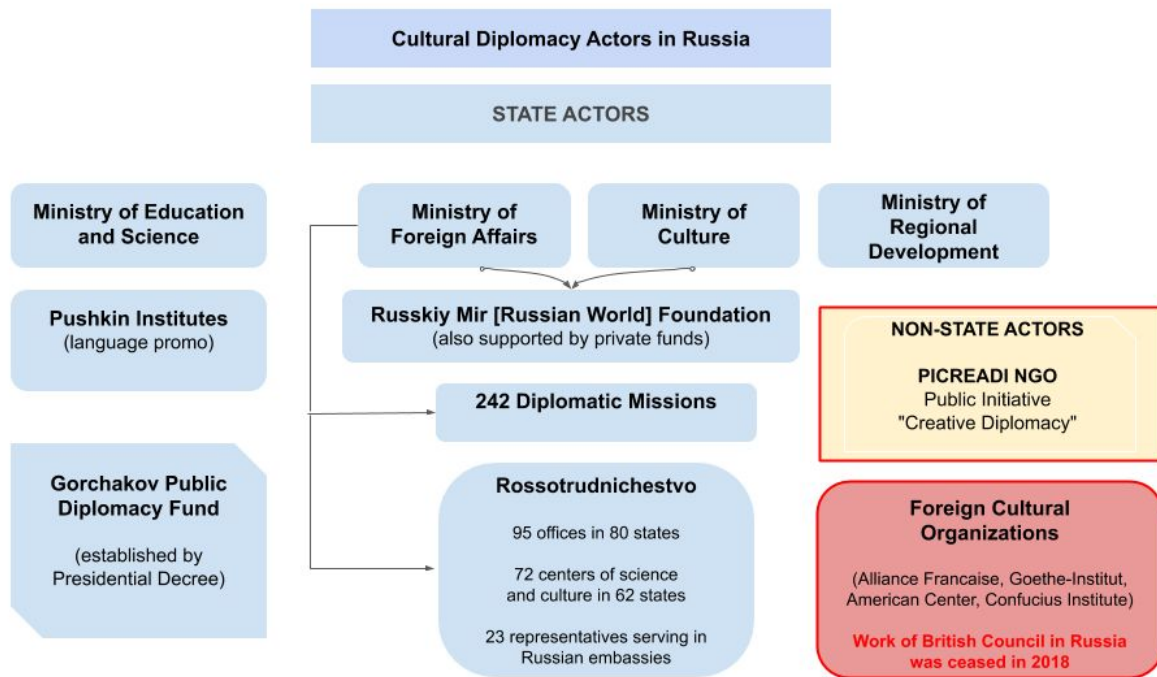 Cultural Diplomacy Actors in Russia
STATE ACTORS
Ministry of Education
and Science
Ministry of
Foreign Affairs
Ministry of
Culture
Ministry of
Regional
Development
Pushkin Institutes
(language promo)
Russkiy Mir [Russian World] Foundation
(also supported by private funds)
242 Diplomatic Missions
NON-STATE ACTORS
PICREADI NGO
Public Initiative
"Creative Diplomacy"
Gorchakov Public
Diplomacy Fund
(established by
Presidential Decree)
Rossotrudnichestvo
95 offices in 80 states
72 centers of science
and culture in 62 states
23 representatives serving in
Russian embassies
Foreign Cultural
Organizations
(Alliance Francaise, Goethe-Institut,
American Center, Confucius Institute)
Work of British Council in Russia
was ceased in 2018